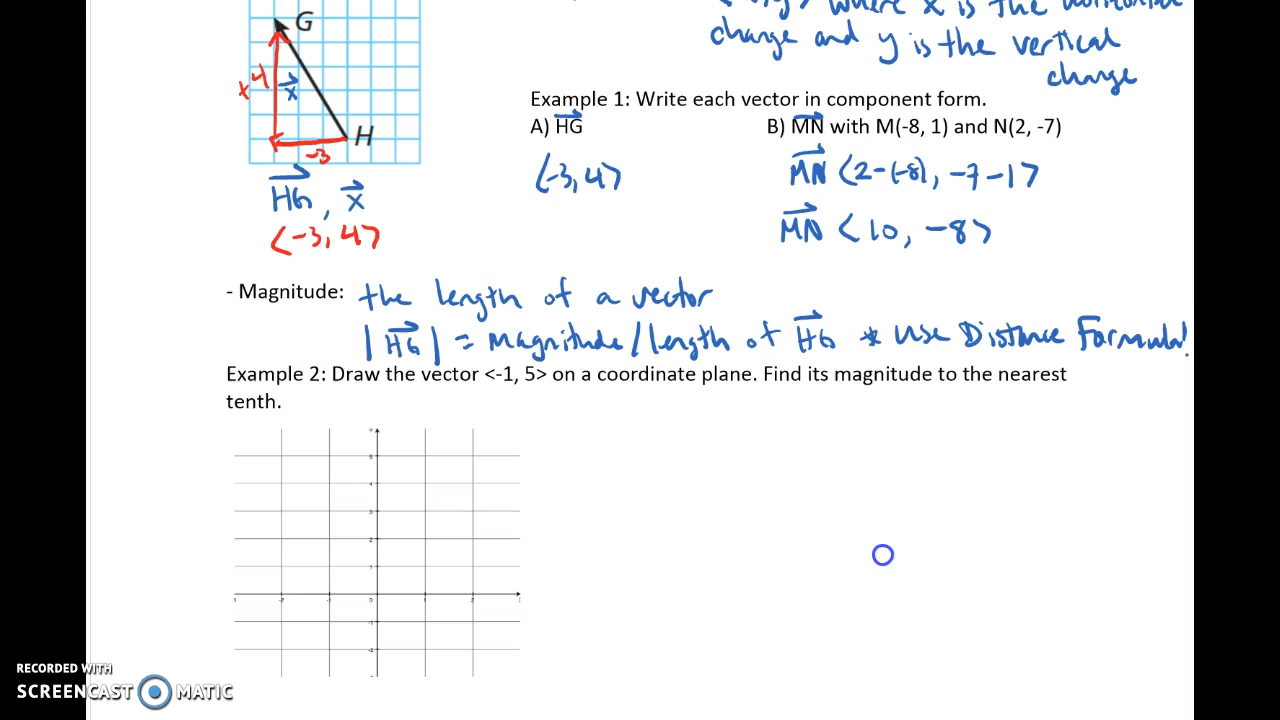 where x is the horizontal
change and y is the vertical
change
G
4
x
x
H
-3
HG, x
<-3, 4>
Example 1: Write each vector in component form.
A) HG
B) MN with M(-8, 1) and N(2, -7)
<-3, 4>
MN <2-(-8), -7-1>
MN <10, -8>
- Magnitude: the length of a vector
|HG| = Magnitude/length of HG * Use Distance Formula!
Example 2: Draw the vector <-1, 5> on a coordinate plane. Find its magnitude to the nearest
tenth.
RECORDED WITH
SCREENCAST MATIC